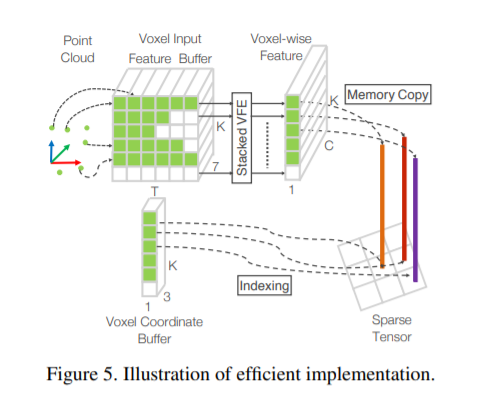 Point
Cloud
Voxel Input
Feature Buffer
Voxel-wise
Feature
K
7
T
Stacked VFE
K
C
1
Memory Copy
K
3
1
Voxel Coordinate
Buffer
Indexing
Sparse
Tensor
Figure 5. Illustration of efficient implementation.